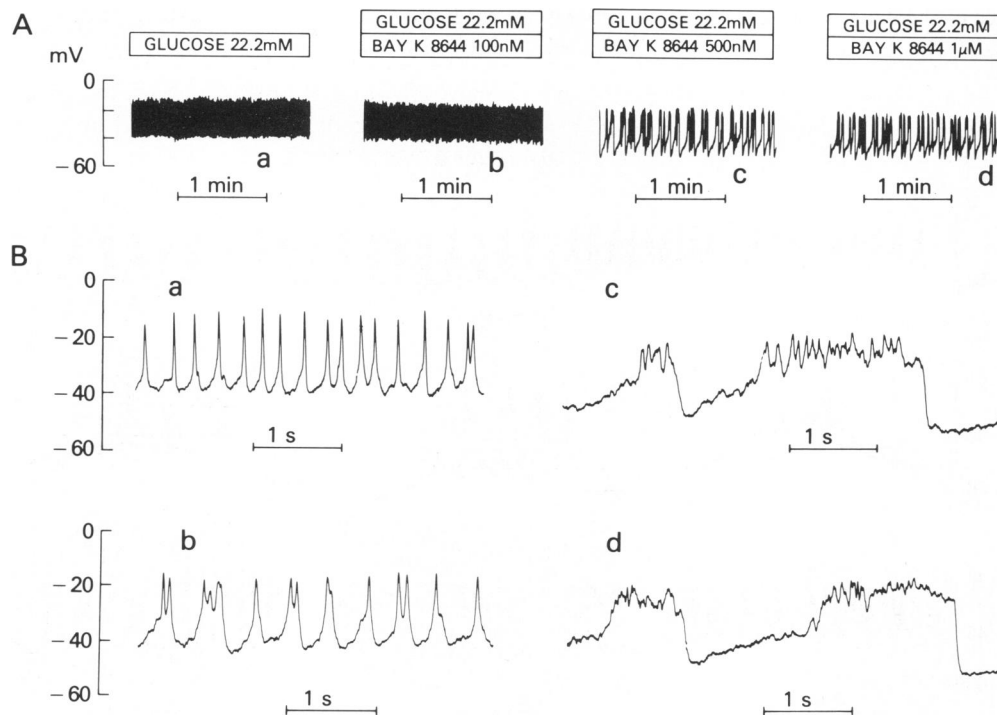 A
GLUCOSE 22.2mM
GLUCOSE 22.2mM
BAY K 8644 100nM
GLUCOSE 22.2mM
BAY K 8644 500nM
GLUCOSE 22.2mM
BAY K 8644 1μM
mV
0
−60
a
b
c
d
1 min
1 min
1 min
1 min
B
0
−20
−40
−60
a
1 s
c
1 s
0
−20
−40
−60
b
1 s
d
1 s